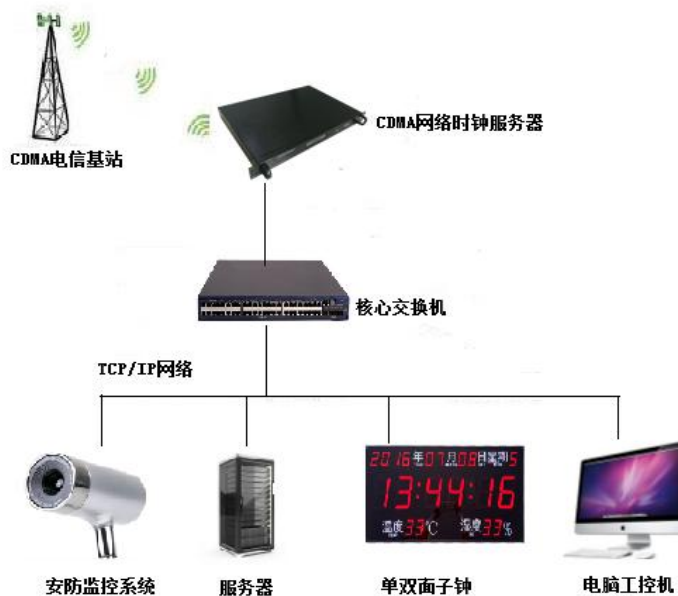 CDMA网络时钟服务器
CDMA电信基站
核心交换机
TCP/IP网络
2016年07月08日星期5
13:44:16
温度33℃ 湿度33%
安防监控系统
服务器
单双面子钟
电脑工控机